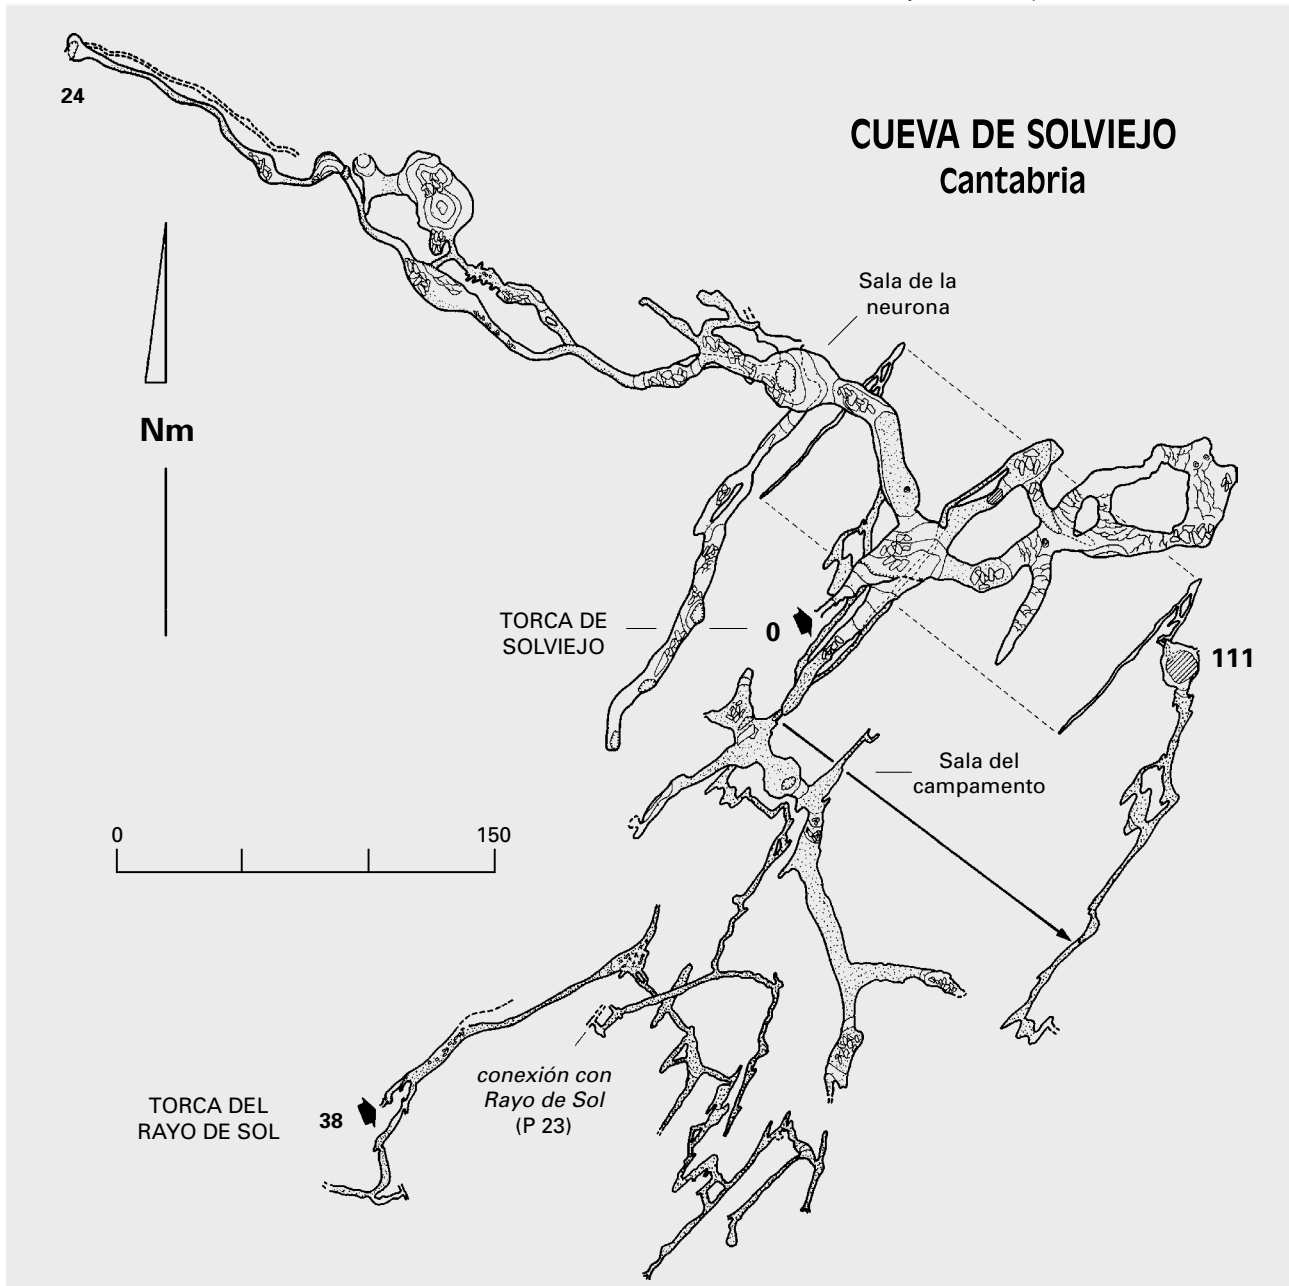 24
CUEVA DE SOLVIEJO
Cantabria
Sala de la
neurona
Nm
TORCA DE
SOLVIEJO
0
111
Sala del
campamento
0 150
conexión con
Rayo de Sol
(P 23)
TORCA DEL
RAYO DE SOL
38